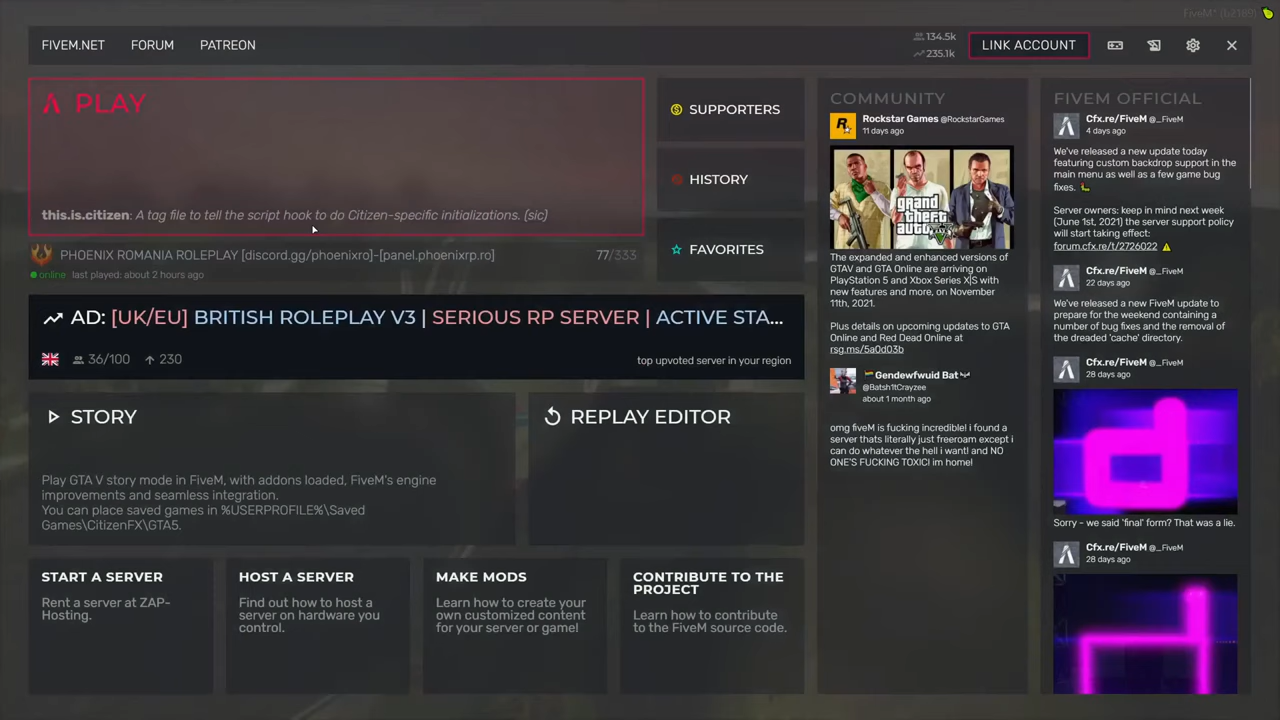 FiveM* (b2189)
FIVEM.NET
FORUM
PATREON
134.5k
235.1k
LINK ACCOUNT
PLAY
this.is.citizen: A tag file to tell the script hook to do Citizen-specific initializations. (sic)
PHOENIX ROMANIA ROLEPLAY [discord.gg/phoenixro]-[panel.phoenixrp.ro]
77/333
online last played: about 2 hours ago
SUPPORTERS
HISTORY
FAVORITES
AD: [UK/EU] BRITISH ROLEPLAY V3 | SERIOUS RP SERVER | ACTIVE STA...
36/100
230
top upvoted server in your region
STORY
Play GTA V story mode in FiveM, with addons loaded, FiveM's engine
improvements and seamless integration.
You can place saved games in %USERPROFILE%\Saved
Games\CitizenFX\GTA5.
REPLAY EDITOR
START A SERVER
Rent a server at ZAP-
Hosting.
HOST A SERVER
Find out how to host a
server on hardware you
control.
MAKE MODS
Learn how to create your
own customized content
for your server or game!
CONTRIBUTE TO THE
PROJECT
Learn how to contribute
to the FiveM source code.
COMMUNITY
Rockstar Games @RockstarGames
11 days ago
grand
theft
auto
V
The expanded and enhanced versions of
GTAV and GTA Online are arriving on
PlayStation 5 and Xbox Series X|S with
new features and more, on November
11th, 2021.
Plus details on upcoming updates to GTA
Online and Red Dead Online at
rsg.ms/5a0d03b
Gendewfwuid Bat
@Batsh1tCrayzee
about 1 month ago
omg fiveM is fucking incredible! i found a
server thats literally just freeroam except i
can do whatever the hell i want! and NO
ONE'S FUCKING TOXIC! im home!
FIVEM OFFICIAL
Cfx.re/FiveM @_FiveM
4 days ago
We've released a new update today
featuring custom backdrop support in the
main menu as well as a few game bug
fixes.
Server owners: keep in mind next week
(June 1st, 2021) the server support policy
will start taking effect:
forum.cfx.re/t/2726022
Cfx.re/FiveM @_FiveM
22 days ago
We've released a new FiveM update to
prepare for the weekend containing a
number of bug fixes and the removal of
the dreaded 'cache' directory.
Cfx.re/FiveM @_FiveM
28 days ago
d
Sorry - we said 'final' form? That was a lie.
Cfx.re/FiveM @_FiveM
28 days ago